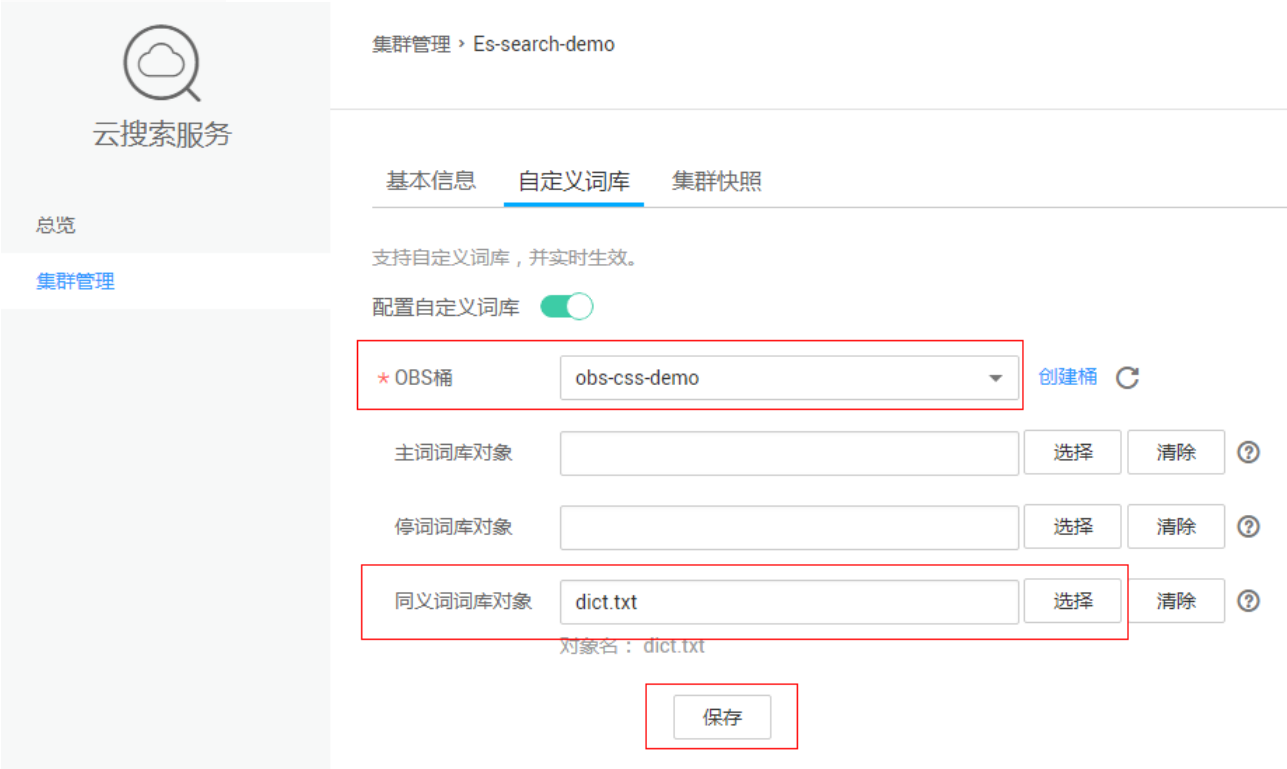 云搜索服务
总览
集群管理
集群管理 › Es-search-demo
基本信息 自定义词库 集群快照
支持自定义词库，并实时生效。
配置自定义词库
* OBS桶 obs-css-demo 创建桶
主词词库对象 选择 清除 ?
停词词库对象 选择 清除 ?
同义词词库对象 dict.txt 选择 清除 ?
对象名： dict.txt
保存